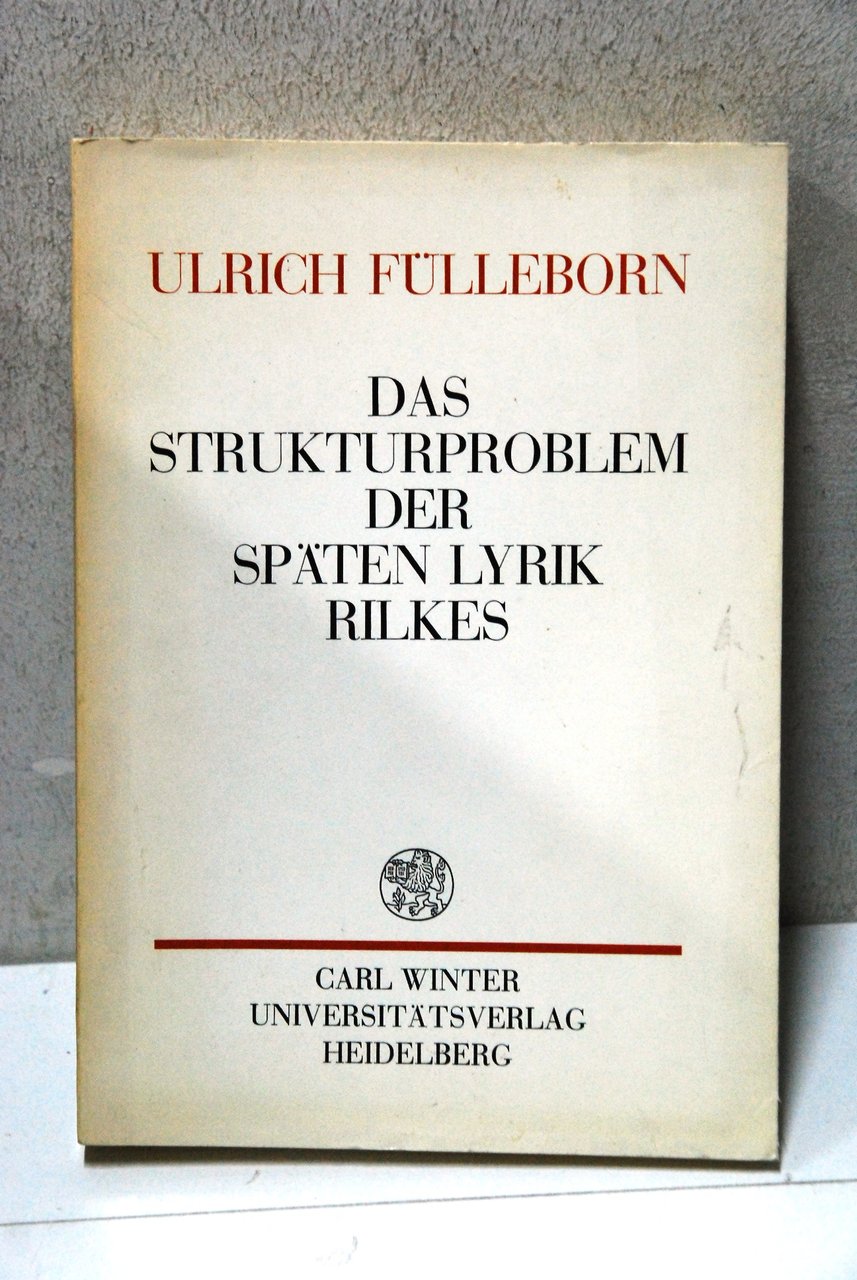 ULRICH FÜLLEBORN
DAS
STRUKTURPROBLEM
DER
SPÄTEN LYRIK
RILKES
CARL WINTER
UNIVERSITÄTSVERLAG
HEIDELBERG